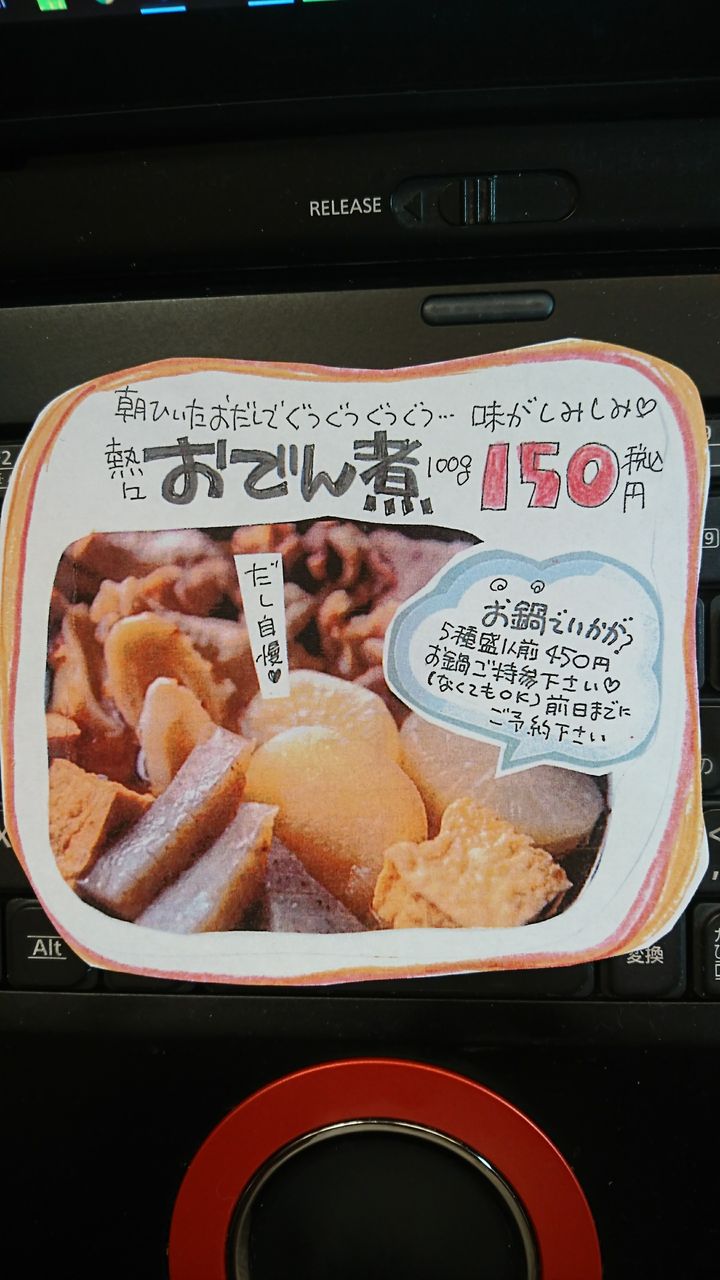 RELEASE
朝ひいたおだしでぐつぐつぐつぐつ… 味がしみしみ♡
熱々
おでん煮 100g 150円 税込
だし自慢♥
お鍋でいかが?
5種盛1人前 450円
お鍋ご持参下さい♡
(なくてもOK) 前日までに
ご予約下さい
Alt
変換